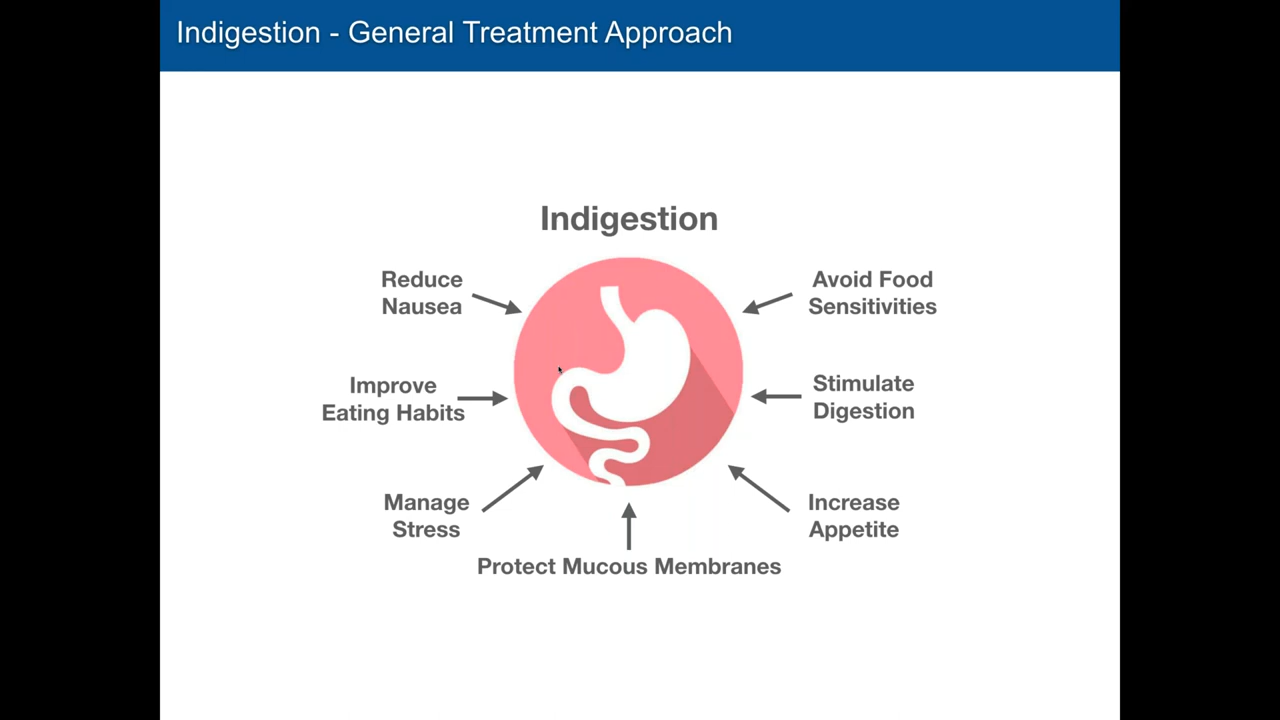 Indigestion - General Treatment Approach
Indigestion
Reduce
Nausea
Avoid Food
Sensitivities
Improve
Eating Habits
Stimulate
Digestion
Manage
Stress
Increase
Appetite
Protect Mucous Membranes